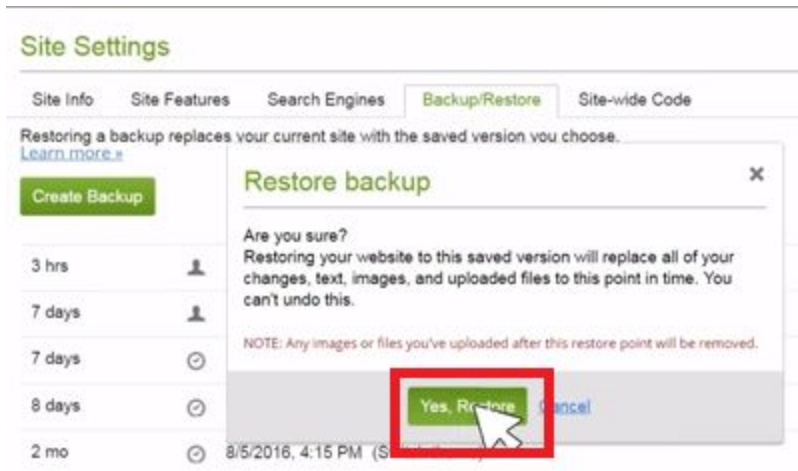 Site Settings
Site Info Site Features Search Engines Backup/Restore Site-wide Code
Restoring a backup replaces your current site with the saved version you choose.
Learn more »
Create Backup
Restore backup
Are you sure?
Restoring your website to this saved version will replace all of your
changes, text, images, and uploaded files to this point in time. You
can't undo this.
NOTE: Any images or files you've uploaded after this restore point will be removed.
Yes, Restore Cancel
3 hrs
7 days
7 days
8 days
2 mo 8/5/2016, 4:15 PM